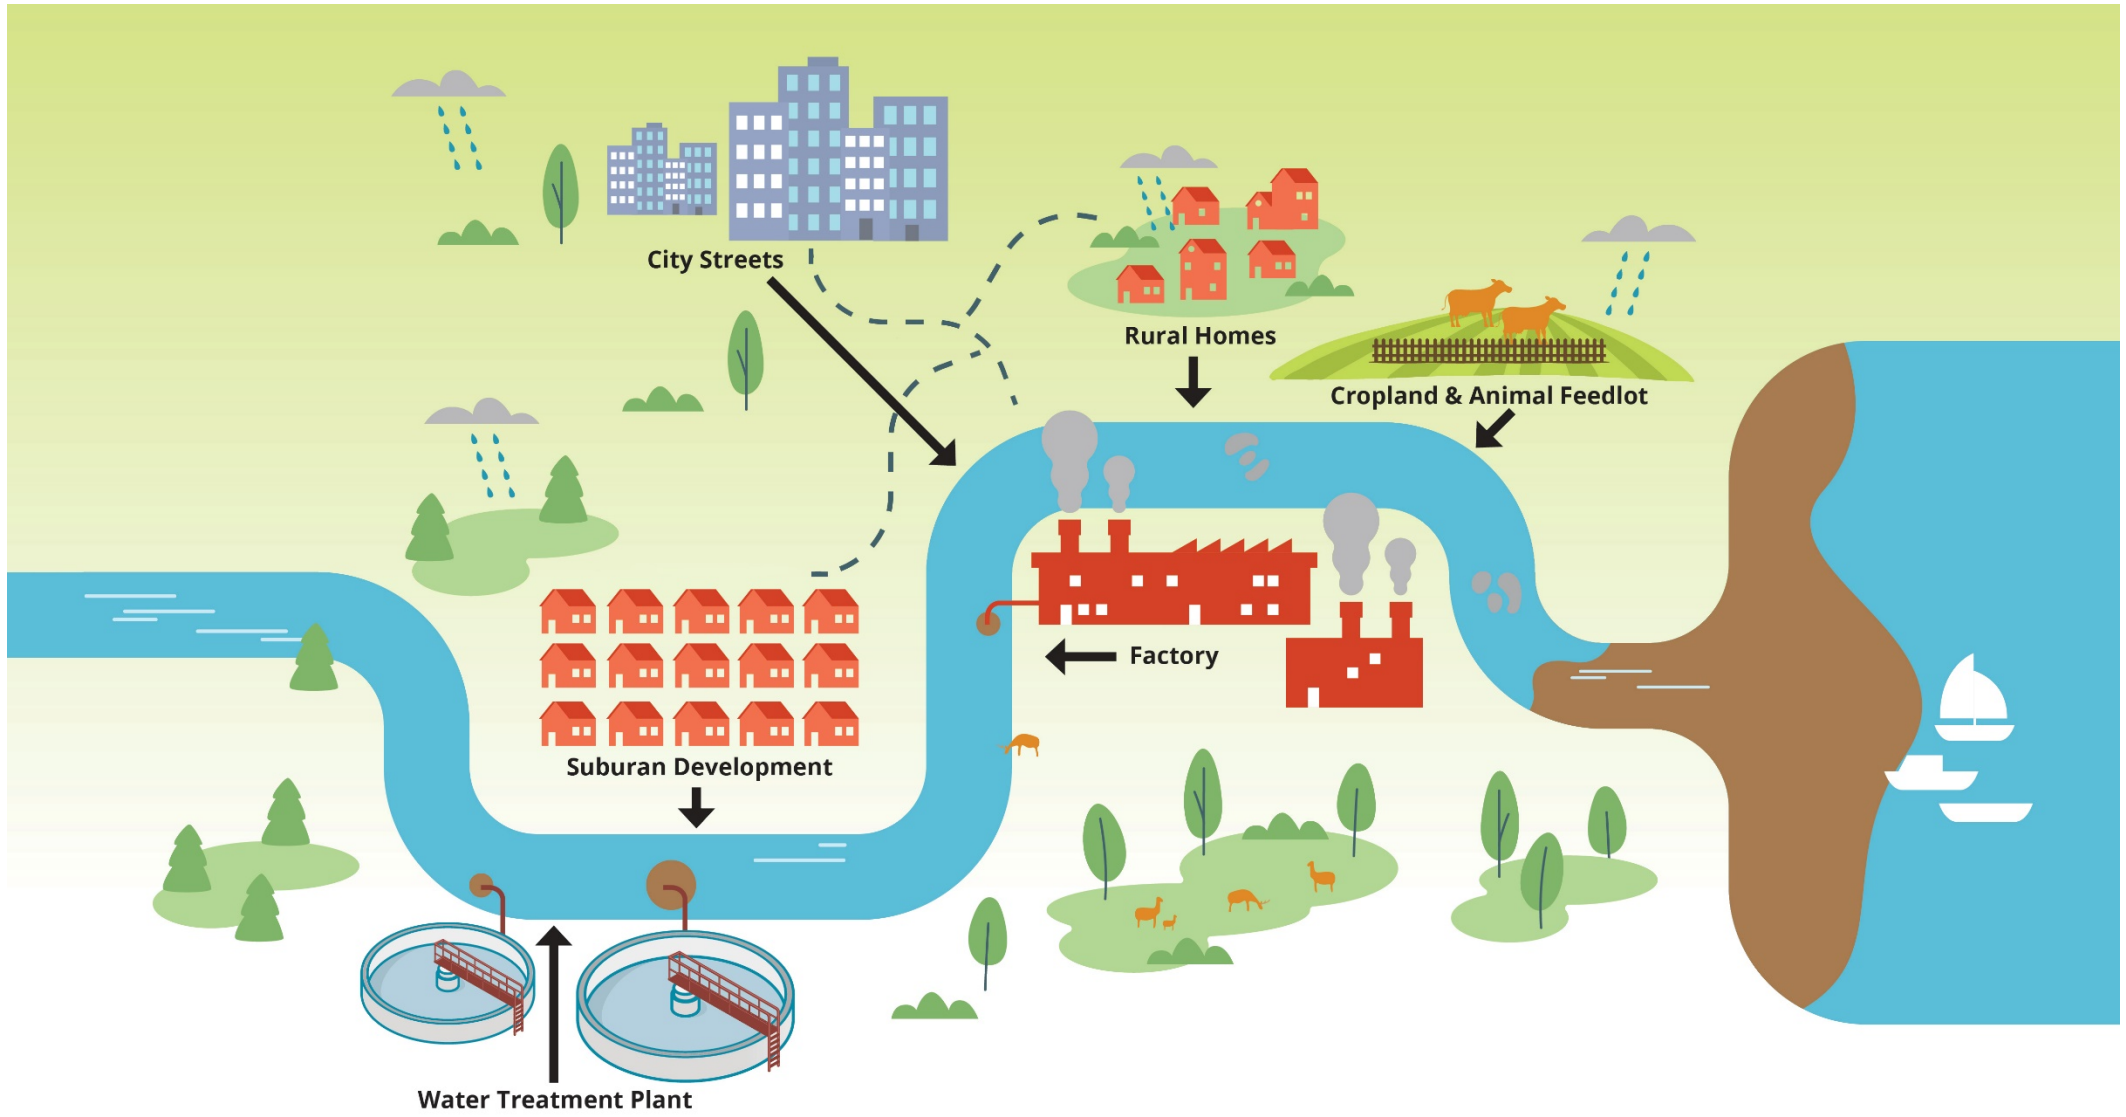 City Streets
Rural Homes
Cropland & Animal Feedlot
Factory
Suburan Development
Water Treatment Plant